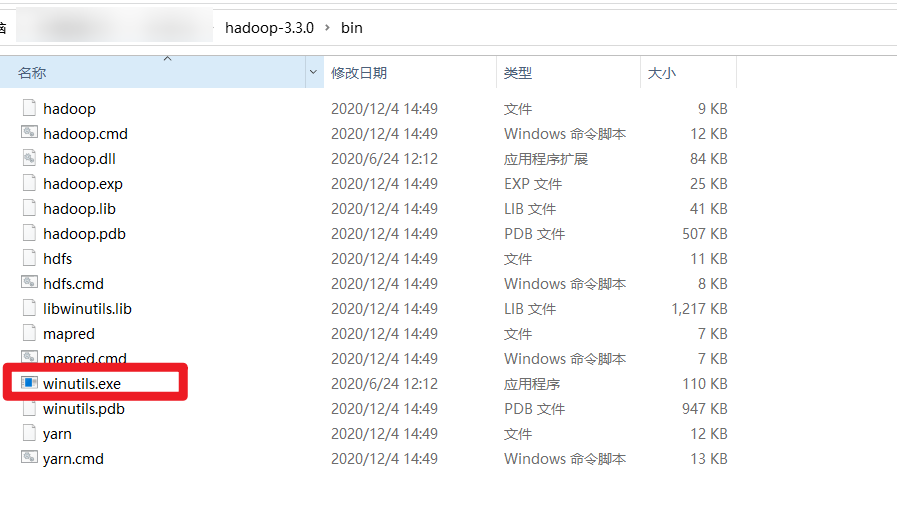 hadoop-3.3.0 › bin
名称 修改日期 类型 大小
hadoop 2020/12/4 14:49 文件 9 KB
hadoop.cmd 2020/12/4 14:49 Windows 命令脚本 12 KB
hadoop.dll 2020/6/24 12:12 应用程序扩展 84 KB
hadoop.exp 2020/12/4 14:49 EXP 文件 25 KB
hadoop.lib 2020/12/4 14:49 LIB 文件 41 KB
hadoop.pdb 2020/12/4 14:49 PDB 文件 507 KB
hdfs 2020/12/4 14:49 文件 11 KB
hdfs.cmd 2020/12/4 14:49 Windows 命令脚本 8 KB
libwinutils.lib 2020/12/4 14:49 LIB 文件 1,217 KB
mapred 2020/12/4 14:49 文件 7 KB
mapred.cmd 2020/12/4 14:49 Windows 命令脚本 7 KB
winutils.exe 2020/6/24 12:12 应用程序 110 KB
winutils.pdb 2020/12/4 14:49 PDB 文件 947 KB
yarn 2020/12/4 14:49 文件 12 KB
yarn.cmd 2020/12/4 14:49 Windows 命令脚本 13 KB